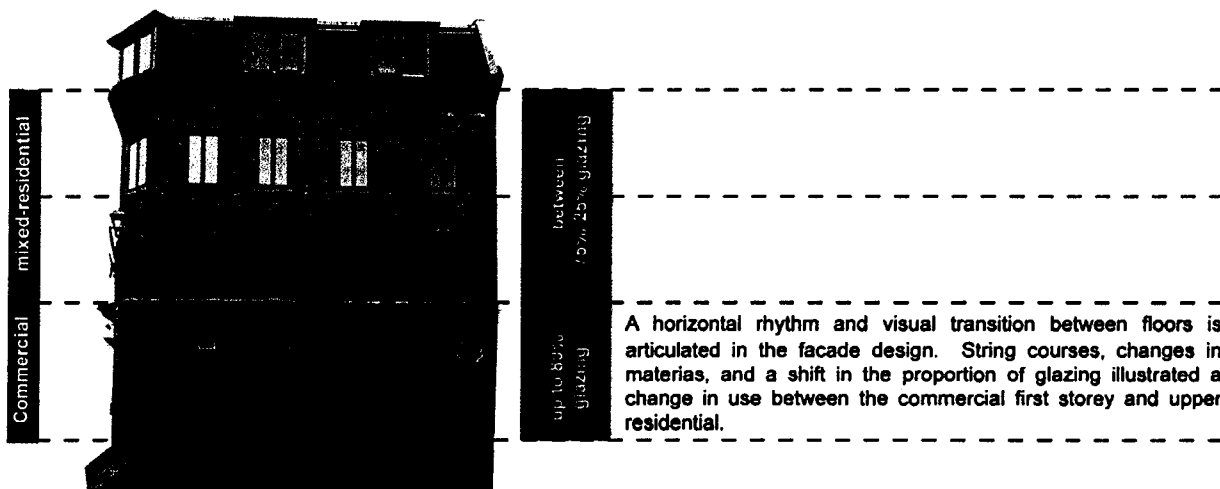 mixed-residential
Commercial
between
25% glazing
up to
glazing
A horizontal rhythm and visual transition between floors is
articulated in the facade design. String courses, changes in
materias, and a shift in the proportion of glazing illustrated a
change in use between the commercial first storey and upper
residential.